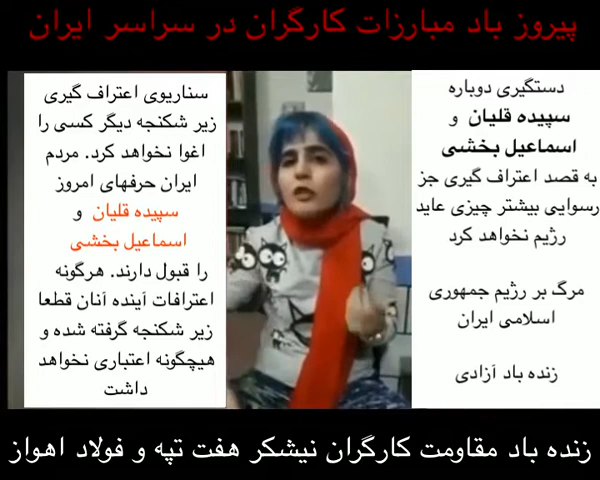 پیروز باد مبارزات کارگران در سراسر ایران
دستگیری دوباره
سپیده قلیان و
اسماعیل بخشی
به قصد اعتراف گیری جز
رسوایی بیشتر چیزی عاید
رژیم نخواهد کرد
مرگ بر رژیم جمهوری
اسلامی ایران
زنده باد آزادی
سناریوی اعتراف گیری
زیر شکنجه دیگر کسی را
اغوا نخواهد کرد. مردم
ایران حرفهای امروز
سپیده قلیان و
اسماعیل بخشی
را قبول دارند. هرگونه
اعترافات آینده آنان قطعا
زیر شکنجه گرفته شده و
هیچگونه اعتباری نخواهد
داشت
زنده باد مقاومت کارگران نیشکر هفت تپه و فولاد اهواز